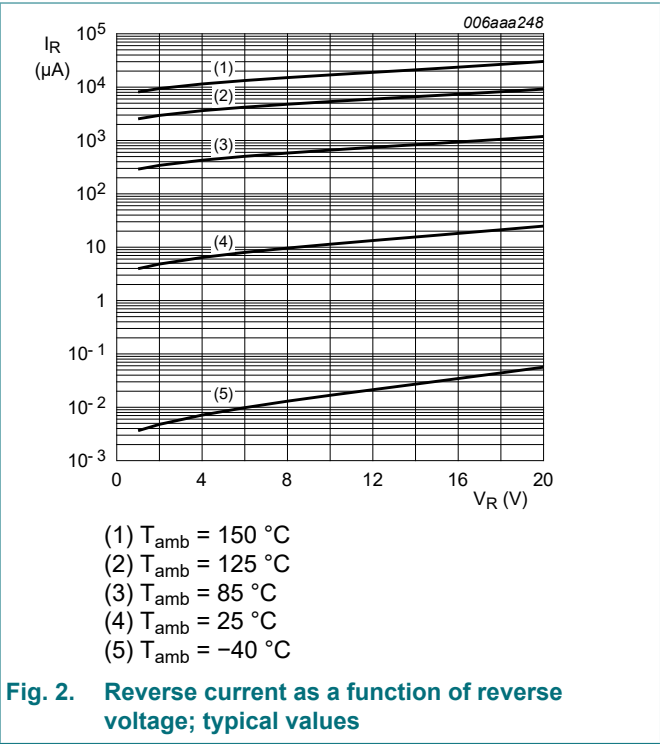 006aaa248
I_R
(µA)
10^5
10^4
10^3
10^2
10
1
10^-1
10^-2
10^-3
(1)
(2)
(3)
(4)
(5)
0 4 8 12 16 20
V_R (V)
(1) T_amb = 150 °C
(2) T_amb = 125 °C
(3) T_amb = 85 °C
(4) T_amb = 25 °C
(5) T_amb = −40 °C
Fig. 2. Reverse current as a function of reverse
voltage; typical values